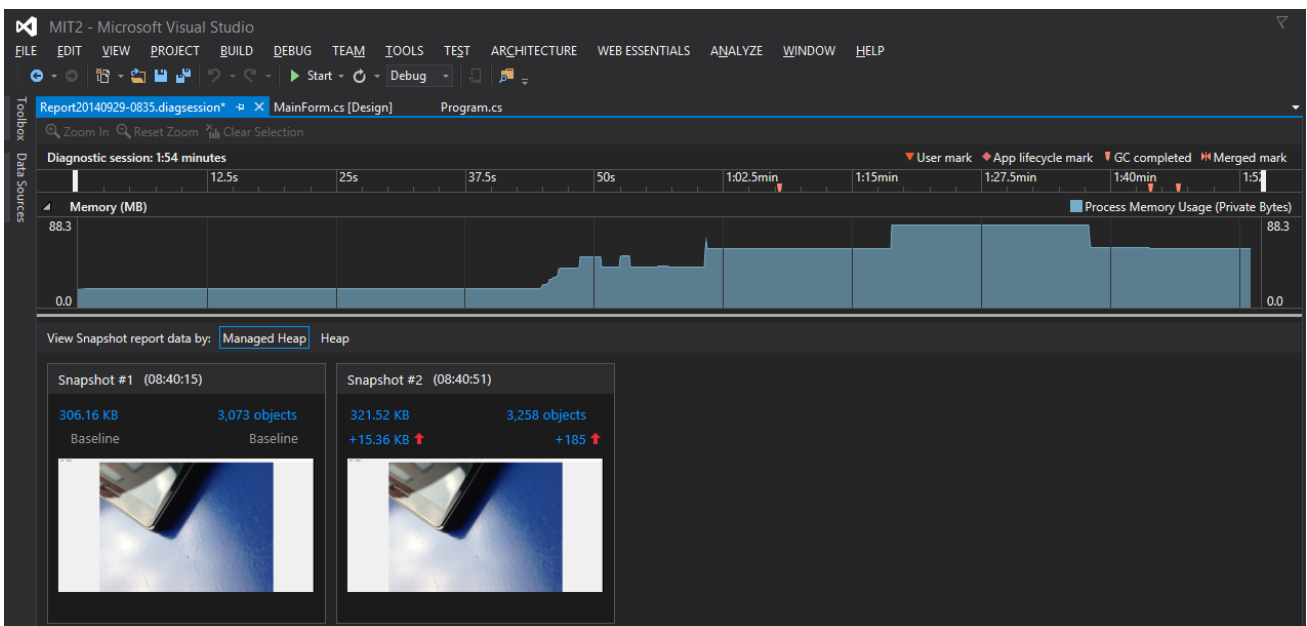 MIT2 - Microsoft Visual Studio
FILE EDIT VIEW PROJECT BUILD DEBUG TEAM TOOLS TEST ARCHITECTURE WEB ESSENTIALS ANALYZE WINDOW HELP
Start Debug
Toolbox
Data Sources
Report20140929-0835.diagsession* MainForm.cs [Design] Program.cs
Zoom In Reset Zoom Clear Selection
Diagnostic session: 1:54 minutes User mark App lifecycle mark GC completed Merged mark
12.5s 25s 37.5s 50s 1:02.5min 1:15min 1:27.5min 1:40min 1:52
Memory (MB) Process Memory Usage (Private Bytes)
88.3 88.3
0.0 0.0
View Snapshot report data by: Managed Heap Heap
Snapshot #1 (08:40:15) Snapshot #2 (08:40:51)
306.16 KB 3,073 objects 321.52 KB 3,258 objects
Baseline Baseline +15.36 KB +185